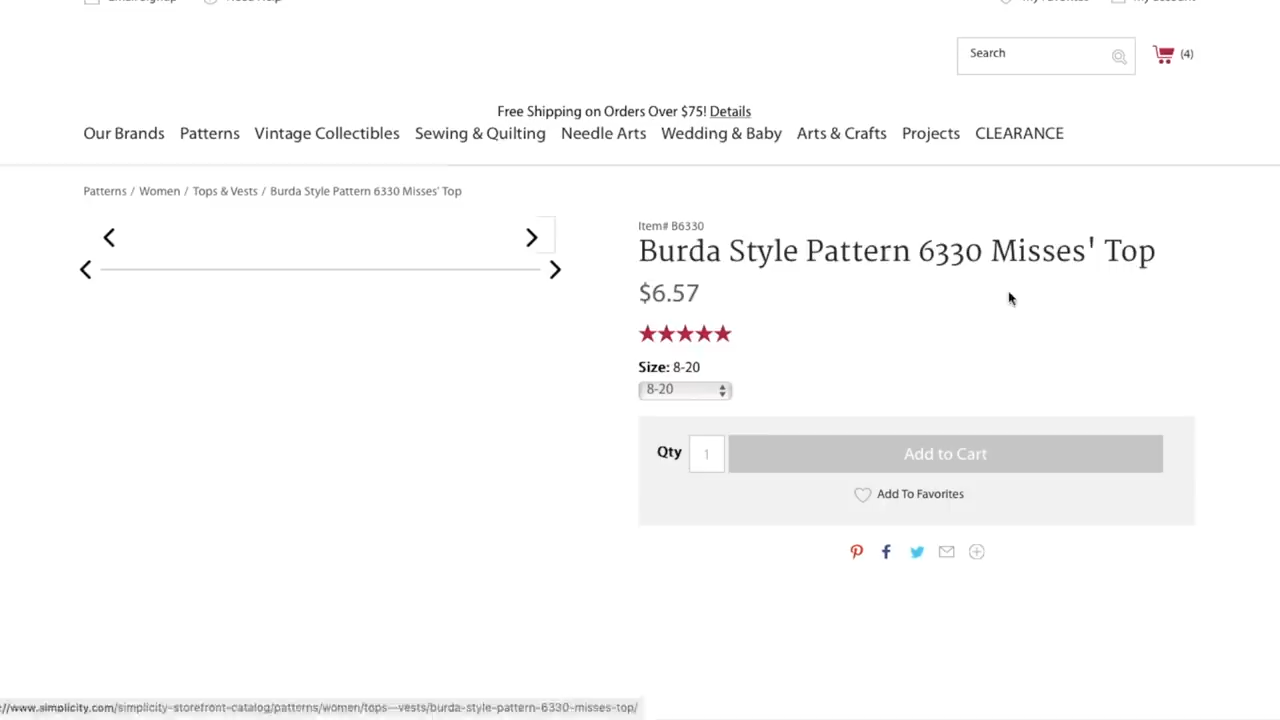 Search
(4)
Free Shipping on Orders Over $75! Details
Our Brands Patterns Vintage Collectibles Sewing & Quilting Needle Arts Wedding & Baby Arts & Crafts Projects CLEARANCE
Patterns / Women / Tops & Vests / Burda Style Pattern 6330 Misses' Top
Item# B6330
Burda Style Pattern 6330 Misses' Top
$6.57
Size: 8-20
8-20
Qty 1 Add to Cart
Add To Favorites
://www.simplicity.com/simplicity-storefront-catalog/patterns/women/tops---vests/burda-style-pattern-6330-misses-top/